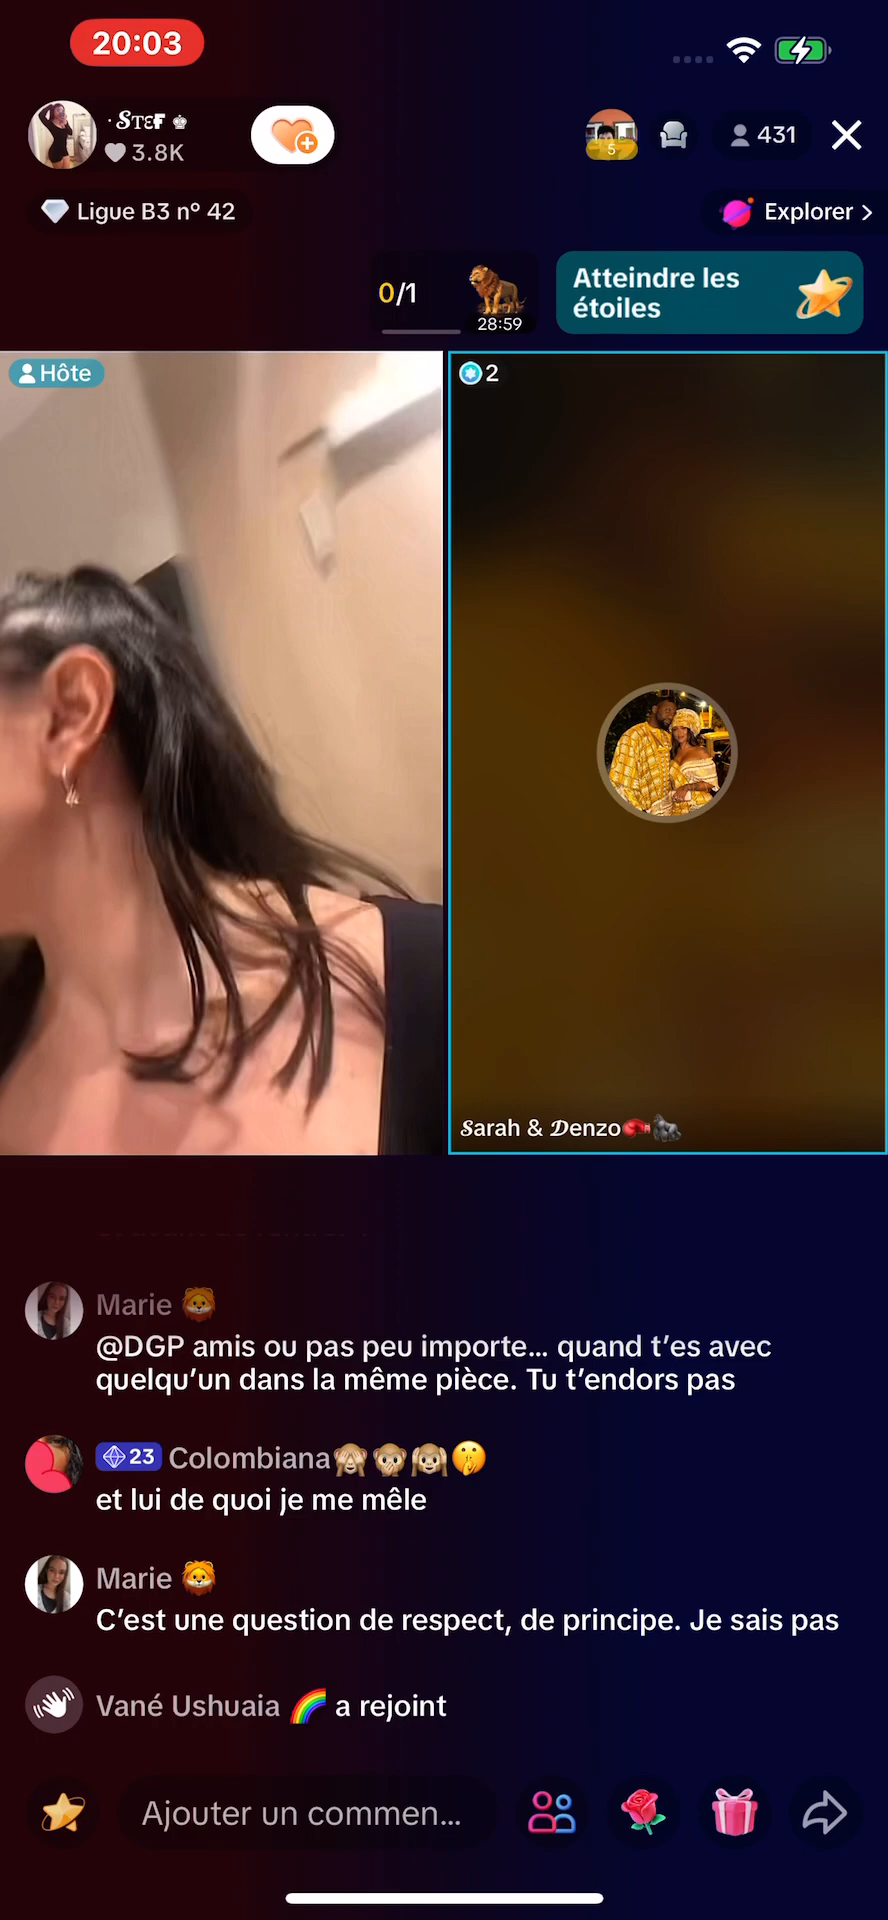 20:03
· STEF ♚
3.8K
5
431
Ligue B3 nº 42
Explorer >
0/1
28:59
Atteindre les
étoiles
Hôte
2
Sarah & Denzo🥊🦍
Marie 🦁
@DGP amis ou pas peu importe... quand t’es avec
quelqu’un dans la même pièce. Tu t’endors pas
23 Colombiana🙈🙊🙉🤫
et lui de quoi je me mêle
Marie 🦁
C’est une question de respect, de principe. Je sais pas
Vané Ushuaia 🌈 a rejoint
Ajouter un commen...